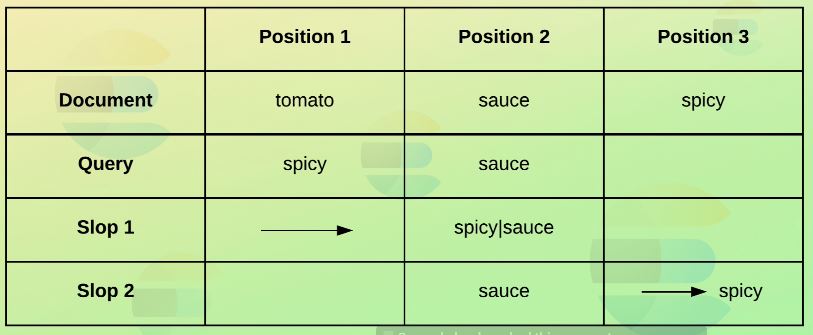 Position 1 Position 2 Position 3
Document tomato sauce spicy
Query spicy sauce
Slop 1 spicy|sauce
Slop 2 sauce spicy